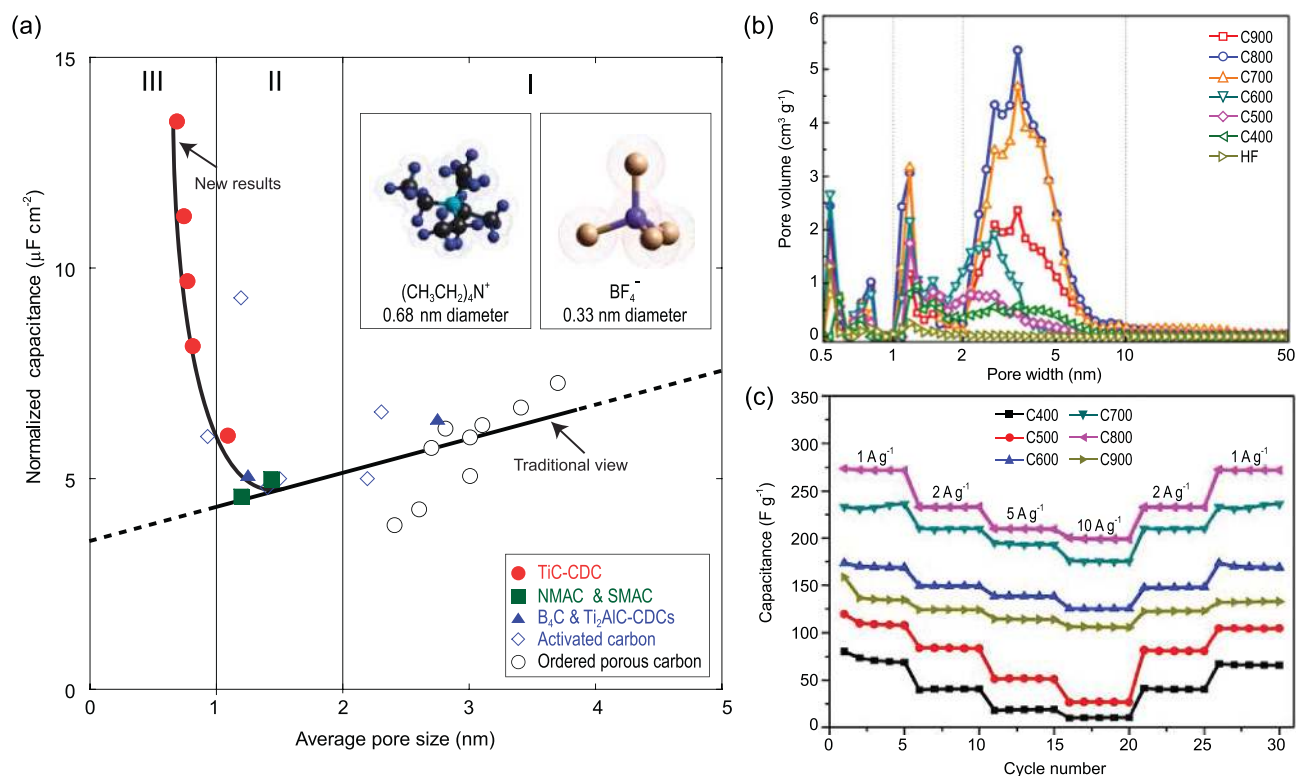 (a)
15
10
5
0
Normalized capacitance (μF cm⁻²)
III
II
I
New results
(CH₃CH₂)₄N⁺
0.68 nm diameter
BF₄⁻
0.33 nm diameter
Traditional view
TiC-CDC
NMAC & SMAC
B₄C & Ti₂AlC-CDCs
Activated carbon
Ordered porous carbon
0 1 2 3 4 5
Average pore size (nm)
(b)
6
5
4
3
2
1
0
Pore volume (cm³ g⁻¹)
C900
C800
C700
C600
C500
C400
HF
0.5 1 2 5 10 50
Pore width (nm)
(c)
350
300
250
200
150
100
50
0
Capacitance (F g⁻¹)
C400 C700
C500 C800
C600 C900
1 A g⁻¹
2 A g⁻¹
5 A g⁻¹
10 A g⁻¹
2 A g⁻¹
1 A g⁻¹
0 5 10 15 20 25 30
Cycle number